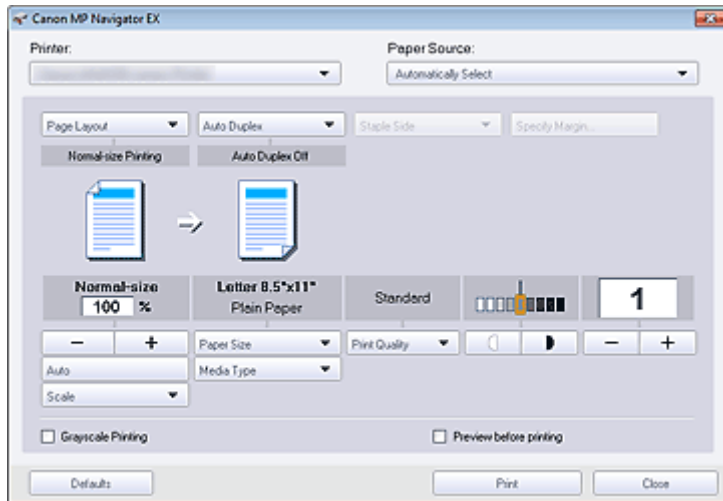 Canon MP Navigator EX
Printer: Paper Source:
Automatically Select
Page Layout Auto Duplex Staple Side Specify Margin...
Normal-size Printing Auto Duplex Off
Normal-size Letter 8.5"x11" Standard 1
100 % Plain Paper
- + Paper Size Print Quality - +
Auto Media Type
Scale
Grayscale Printing Preview before printing
Defaults Print Close